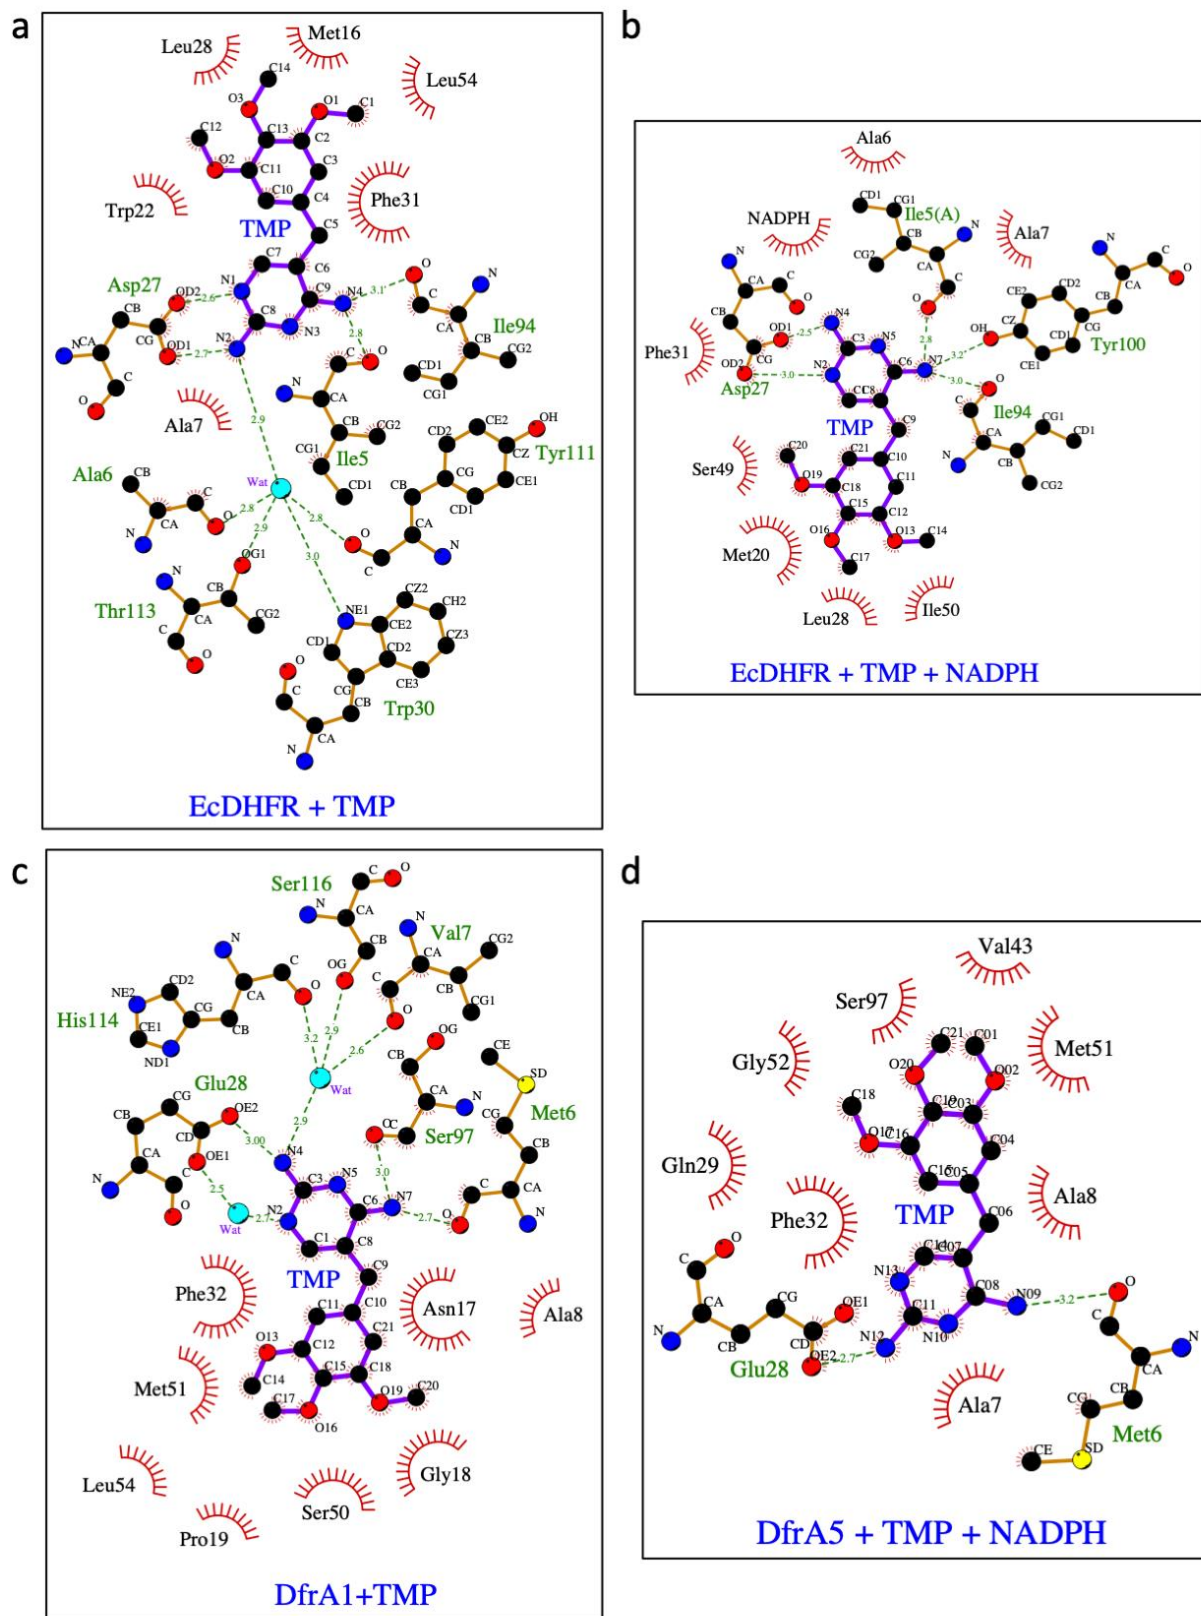 a
Leu28
Met16
Leu54
C14
O3
O1
C1
C12
C13
C2
O2
C11
C3
C10
C4
Trp22
Phe31
TMP
C5
C7
C6
Asp27
OD2
2.6
N1
C9
N4
3.1
O
N
CB
C8
N3
C
CA
Ile94
N
CA
CG
OD1
2.7
N2
2.8
CB
CG2
C
O
C
O
CD1
CG1
Ala7
N
CA
CG2
CB
CG1
Ile5
CD1
2.9
CD2
CE2
OH
CZ
Tyr111
CG
CE1
CD1
Ala6
CB
C
Wat
CB
CA
O
2.8
2.9
2.8
O
CA
N
OG1
C
N
N
CB
3.0
Thr113
CA
CG2
C
O
NE1
CZ2
CH2
CE2
CD1
CD2
CZ3
O
CG
CE3
C
CB
Trp30
CA
N
EcDHFR + TMP
b
Ala6
CD1
CG1
Ile5(A)
NADPH
CB
N
Ala7
CG2
CA
N
CA
C
C
O
N
CA
C
O
CE2
CD2
CB
CB
OD1
2.5
N4
O
OH
CZ
CG
Phe31
CG
C3
N5
2.8
3.2
CD1
CE1
Tyr100
OD2
3.0
N2
C6
N7
3.0
O
Asp27
C8
C
Ile94
TMP
C9
CA
CG1
CD1
N
CB
CG2
C20
C21
C10
Ser49
O19
C11
C18
C15
C12
O16
O13
C14
Met20
C17
Leu28
Ile50
EcDHFR + TMP + NADPH
c
Ser116
C
O
N
CA
Val7
N
CB
CG2
CA
N
OG
C
CB
CG1
O
CD2
C
NE2
CG
CA
O
His114
CE1
CB
ND1
3.2
2.9
2.6
OG
CB
CE
SD
Wat
CA
N
CG
Met6
Glu28
CG
OE2
2.9
Ser97
CB
CB
CD
3.00
O
C
OE1
N4
3.0
CA
N
CA
C
2.5
C3
N5
C
O
N2
C6
N7
2.7
O
N
Wat
2.7
C1
C8
TMP
C9
Phe32
C11
C10
Asn17
Ala8
O13
C12
C21
C14
C15
C18
Met51
C17
O19
C20
O16
Leu54
Gly18
Ser50
Pro19
DfrA1+TMP
d
Val43
Ser97
C21
C01
Met51
Gly52
O20
O02
C18
C19
C03
O17
C16
C04
Gln29
C15
C05
Ala8
Phe32
TMP
C06
C14
C07
O
C
N13
C08
N09
3.2
O
CA
CG
OE1
C11
C
N
CB
CD
N12
N10
CA
N
Glu28
OE2
2.7
CB
Ala7
CG
Met6
CE
SD
DfrA5 + TMP + NADPH